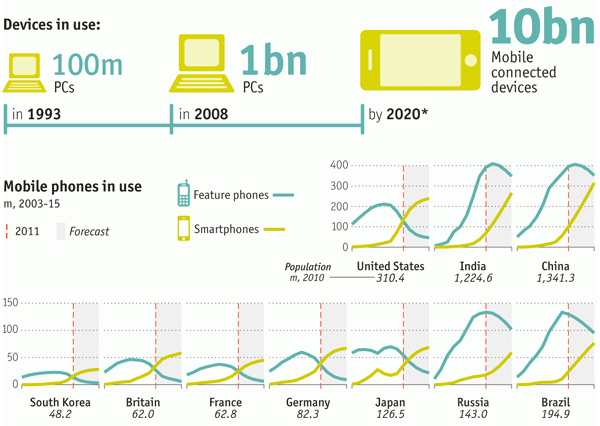 Devices in use:
100m
PCs
1bn
PCs
10bn
Mobile
connected
devices
in 1993
in 2008
by 2020*
Mobile phones in use
m, 2003-15
2011
Forecast
Feature phones
Smartphones
400
300
200
100
0
Population
m, 2010
United States
310.4
India
1,224.6
China
1,341.3
150
100
50
0
South Korea
48.2
Britain
62.0
France
62.8
Germany
82.3
Japan
126.5
Russia
143.0
Brazil
194.9